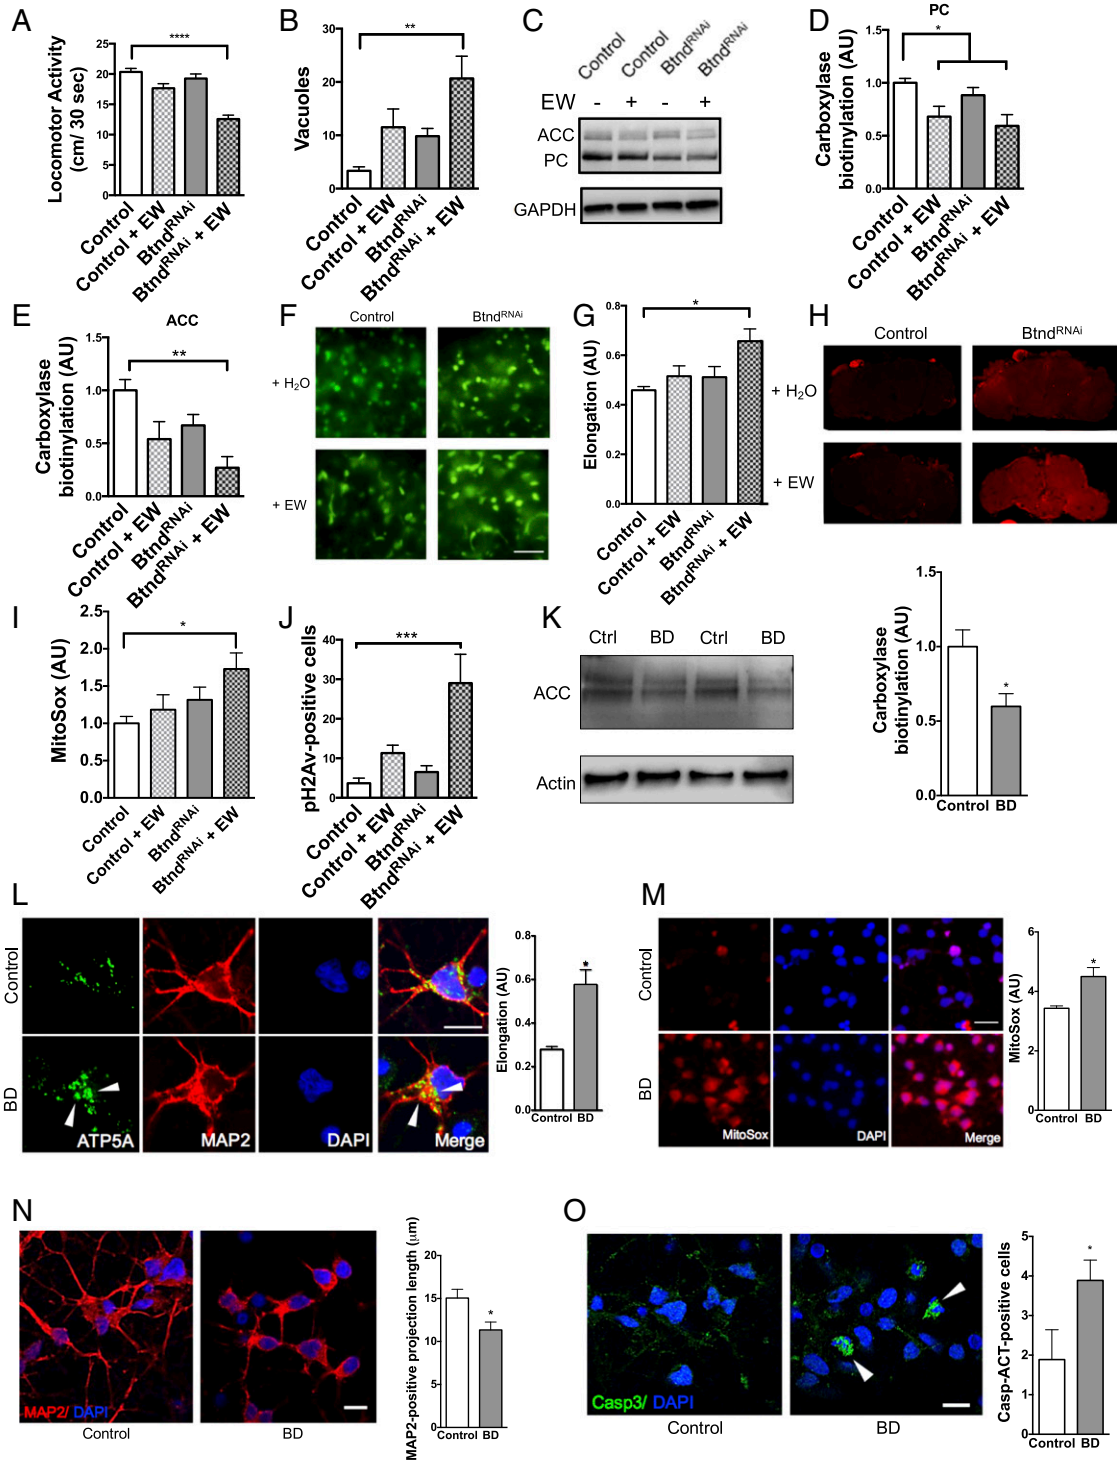 A
Locomotor Activity
(cm/ 30 sec)
25
20
15
10
5
0
****
Control
Control + EW
BtndRNAi
BtndRNAi + EW
B
Vacuoles
30
20
10
0
**
Control
Control + EW
BtndRNAi
BtndRNAi + EW
C
Control
Control
BtndRNAi
BtndRNAi
EW - + - +
ACC
PC
GAPDH
D
PC
Carboxylase
biotinylation (AU)
1.5
1.0
0.5
0.0
*
Control
Control + EW
BtndRNAi
BtndRNAi + EW
E
ACC
Carboxylase
biotinylation (AU)
1.5
1.0
0.5
0.0
**
Control
Control + EW
BtndRNAi
BtndRNAi + EW
F
Control BtndRNAi
+ H2O
+ EW
G
Elongation (AU)
0.8
0.6
0.4
0.2
0.0
*
Control
Control + EW
BtndRNAi
BtndRNAi + EW
H
Control BtndRNAi
+ H2O
+ EW
I
MitoSox (AU)
2.5
2.0
1.5
1.0
0.5
0.0
*
Control
Control + EW
BtndRNAi
BtndRNAi + EW
J
pH2Av-positive cells
40
30
20
10
0
***
Control
Control + EW
BtndRNAi
BtndRNAi + EW
K
Ctrl BD Ctrl BD
ACC
Actin
Carboxylase
biotinylation (AU)
1.5
1.0
0.5
0.0
*
Control BD
L
Control
BD
ATP5A MAP2 DAPI Merge
Elongation (AU)
0.8
0.6
0.4
0.2
0.0
*
Control BD
M
Control
BD
MitoSox DAPI Merge
MitoSox (AU)
6
4
2
0
*
Control BD
N
MAP2/ DAPI
Control BD
MAP2-positive projection length (µm)
20
15
10
5
0
*
Control BD
O
Casp3/ DAPI
Control BD
Casp-ACT-positive cells
5
4
3
2
1
0
*
Control BD